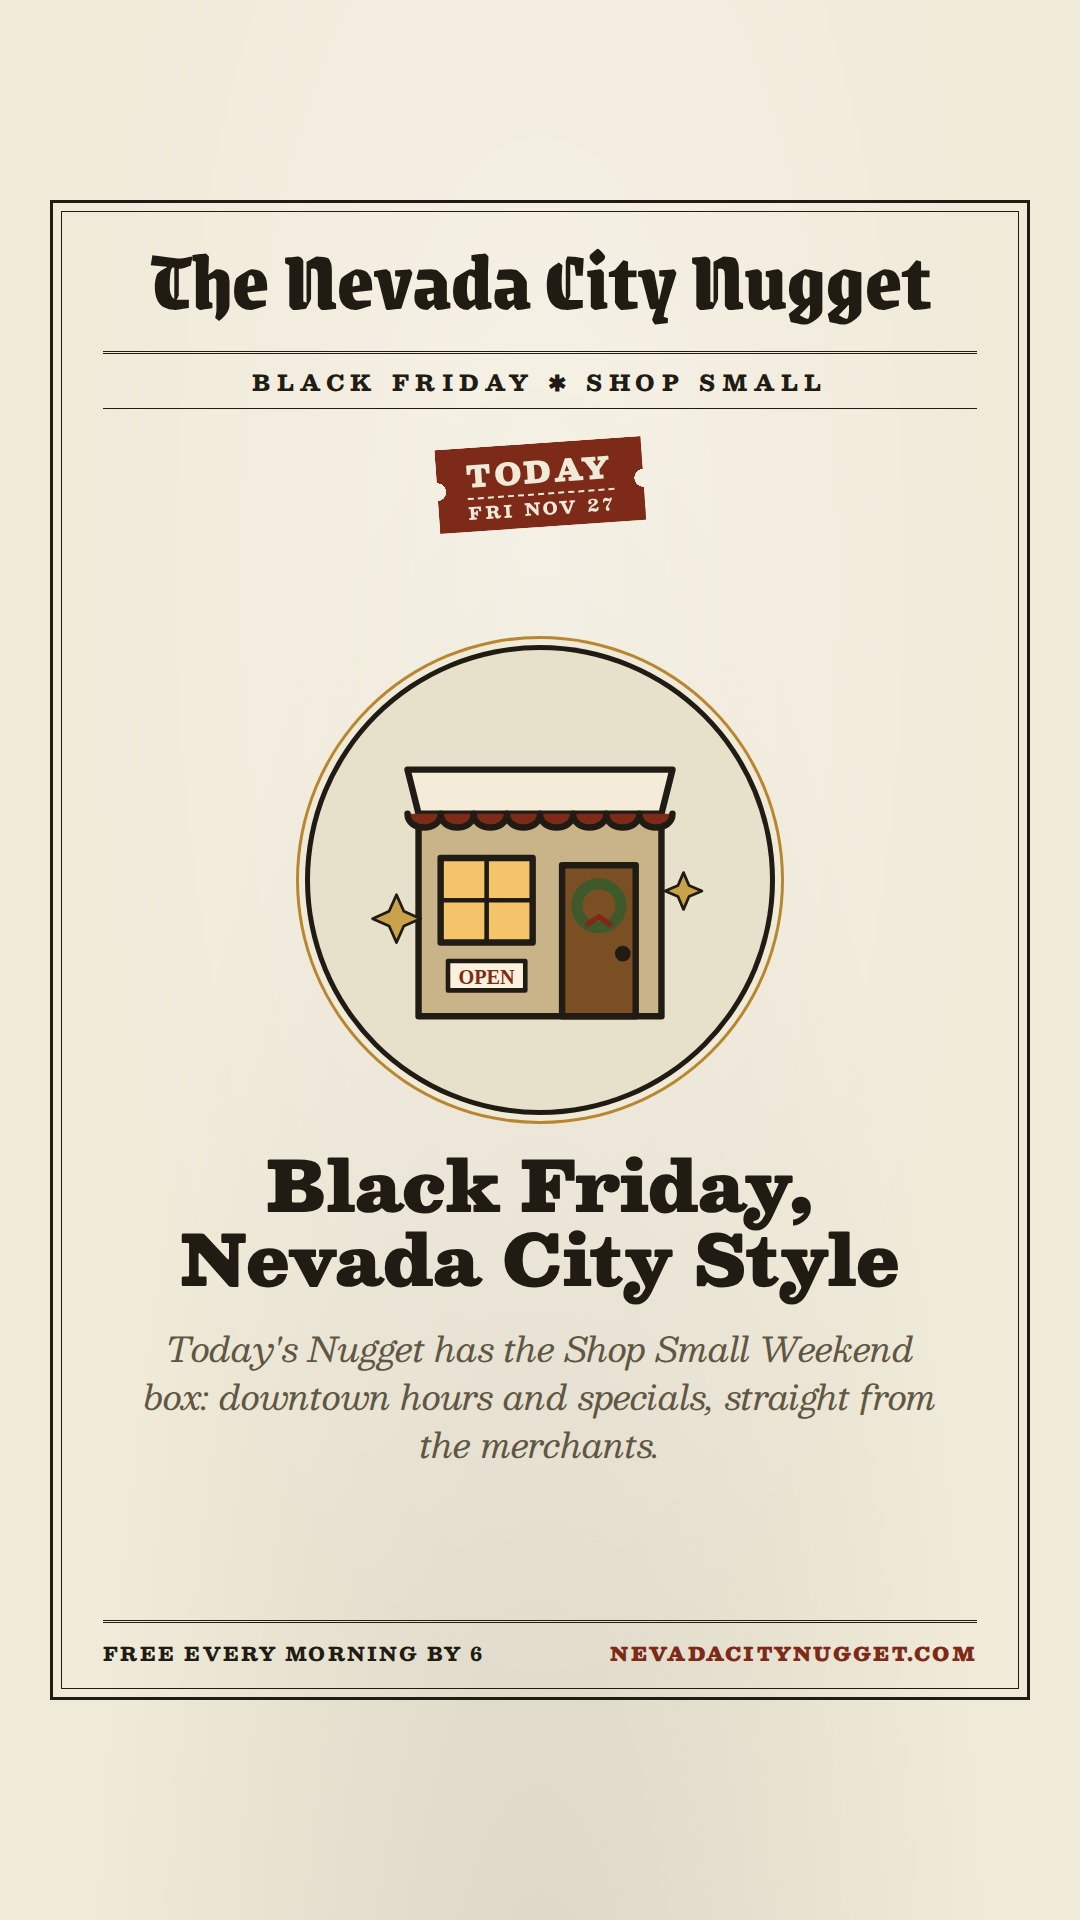 The Nevada City Nugget
BLACK FRIDAY ✱ SHOP SMALL
TODAY
FRI NOV 27
OPEN
Black Friday,
Nevada City Style
Today's Nugget has the Shop Small Weekend
box: downtown hours and specials, straight from
the merchants.
FREE EVERY MORNING BY 6
NEVADACITYNUGGET.COM